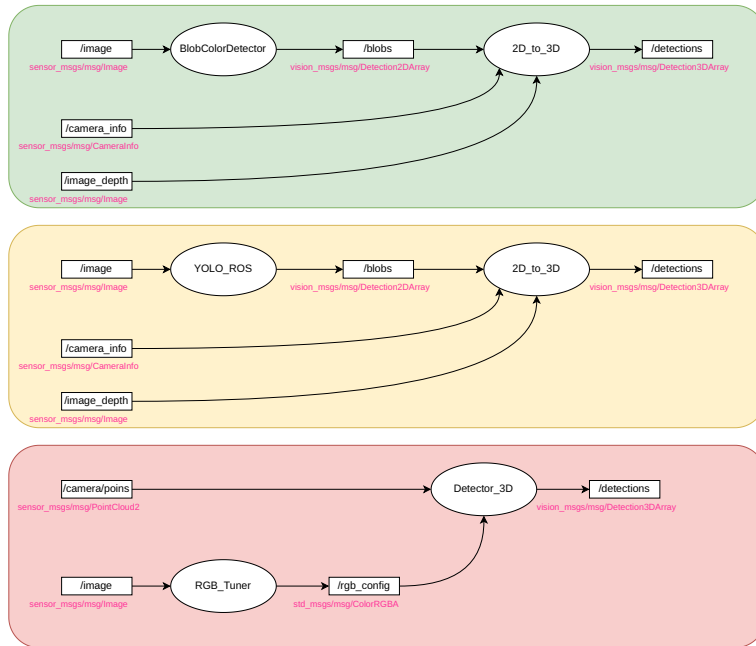 /image
BlobColorDetector
/blobs
2D_to_3D
/detections
sensor_msgs/msg/Image
vision_msgs/msg/Detection2DArray
vision_msgs/msg/Detection3DArray
/camera_info
sensor_msgs/msg/CameraInfo
/image_depth
sensor_msgs/msg/Image
/image
YOLO_ROS
/blobs
2D_to_3D
/detections
sensor_msgs/msg/Image
vision_msgs/msg/Detection2DArray
vision_msgs/msg/Detection3DArray
/camera_info
sensor_msgs/msg/CameraInfo
/image_depth
sensor_msgs/msg/Image
/camera/poins
Detector_3D
/detections
sensor_msgs/msg/PointCloud2
vision_msgs/msg/Detection3DArray
/image
RGB_Tuner
/rgb_config
sensor_msgs/msg/Image
std_msgs/msg/ColorRGBA